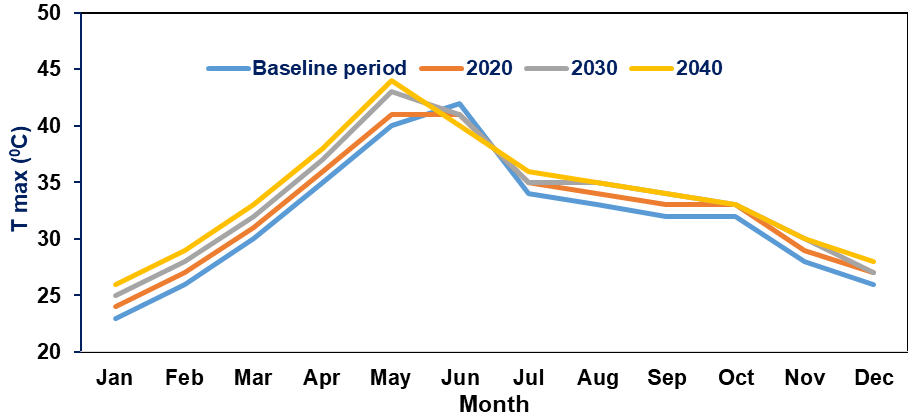 50
45
Baseline period 2020 2030 2040
40
35
30
25
20
T max (⁰C)
Jan Feb Mar Apr May Jun Jul Aug Sep Oct Nov Dec
Month